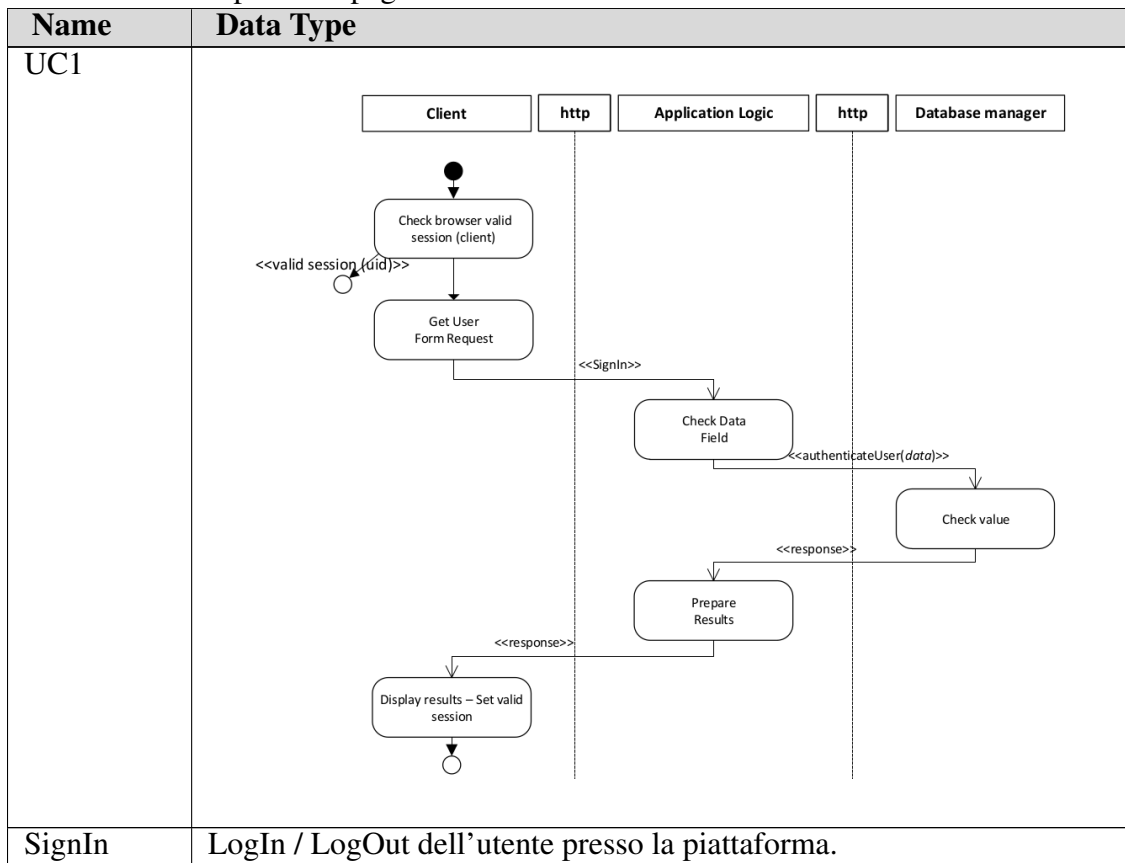 Name Data Type
UC1
Client http Application Logic http Database manager
Check browser valid
session (client)
<<valid session (uid)>>
Get User
Form Request
<<SignIn>>
Check Data
Field
<<authenticateUser(data)>>
Check value
<<response>>
Prepare
Results
<<response>>
Display results – Set valid
session
SignIn LogIn / LogOut dell'utente presso la piattaforma.